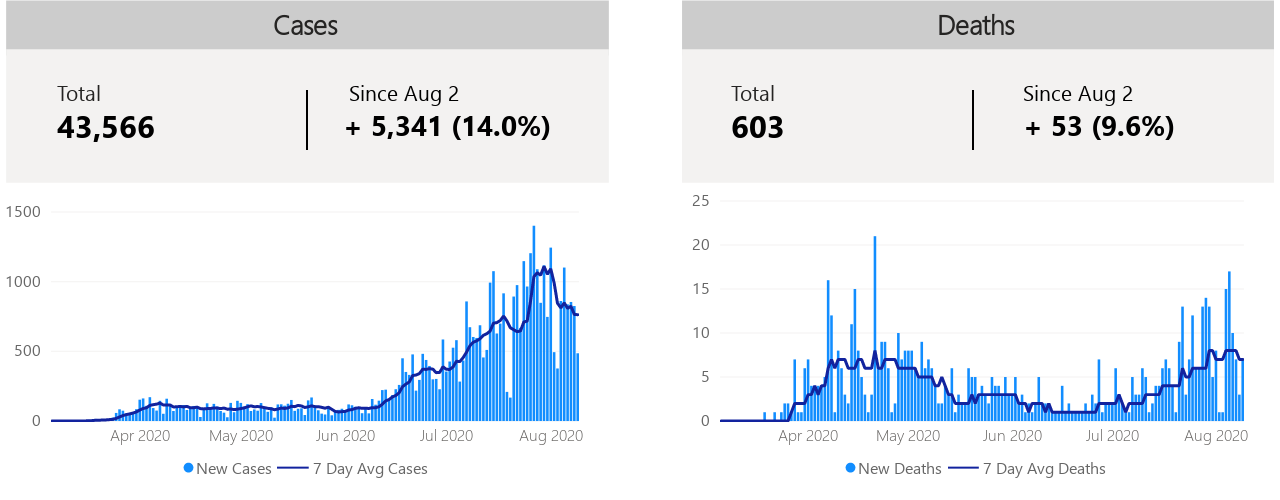 Cases
Total
Since Aug 2
43,566
+ 5,341 (14.0%)
1500
1000
500
0
Apr 2020 May 2020 Jun 2020 Jul 2020 Aug 2020
New Cases 7 Day Avg Cases
Deaths
Total
Since Aug 2
603
+ 53 (9.6%)
25
20
15
10
5
0
Apr 2020 May 2020 Jun 2020 Jul 2020 Aug 2020
New Deaths 7 Day Avg Deaths